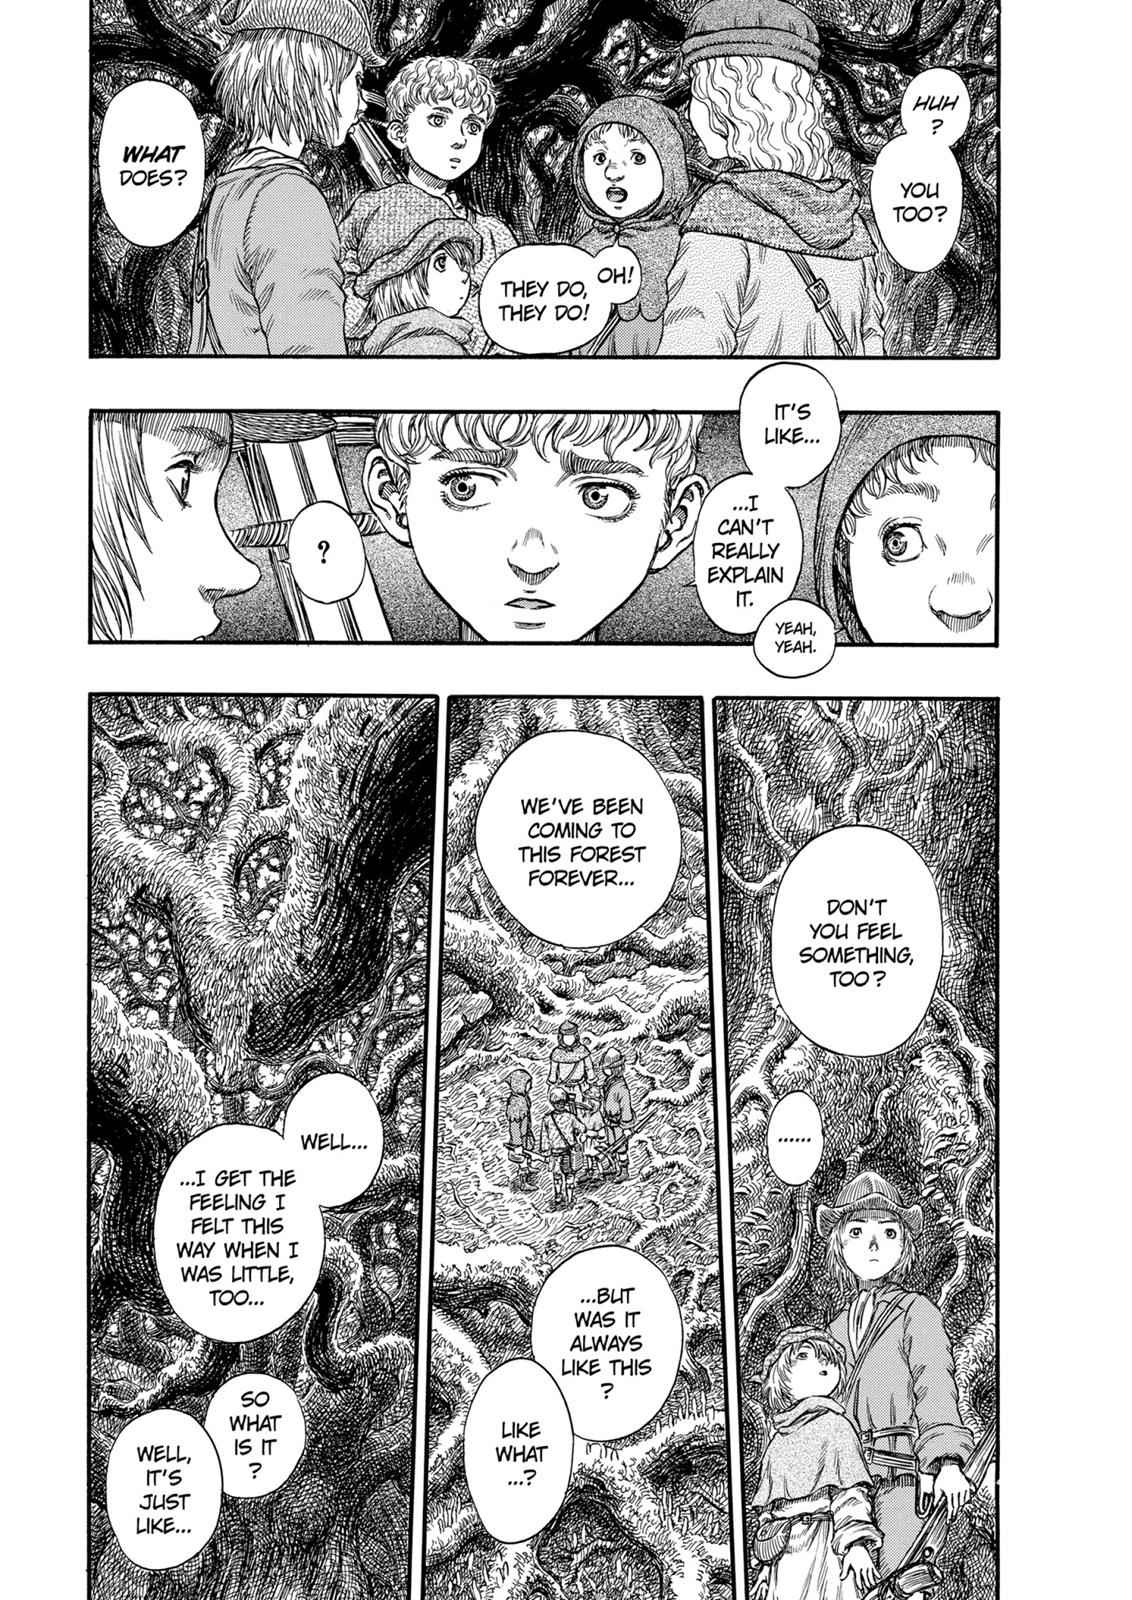 HUH
?
YOU
TOO?
OH!
THEY DO,
THEY DO!
WHAT
DOES?
IT'S
LIKE...
...I
CAN'T
REALLY
EXPLAIN
IT.
YEAH,
YEAH.
?
DON'T
YOU FEEL
SOMETHING,
TOO?
......
WE'VE BEEN
COMING TO
THIS FOREST
FOREVER...
...BUT
WAS IT
ALWAYS
LIKE THIS
?
LIKE
WHAT
...?
WELL...
...I GET THE
FEELING I
FELT THIS
WAY WHEN I
WAS LITTLE,
TOO...
SO
WHAT
IS IT
?
WELL,
IT'S
JUST
LIKE...